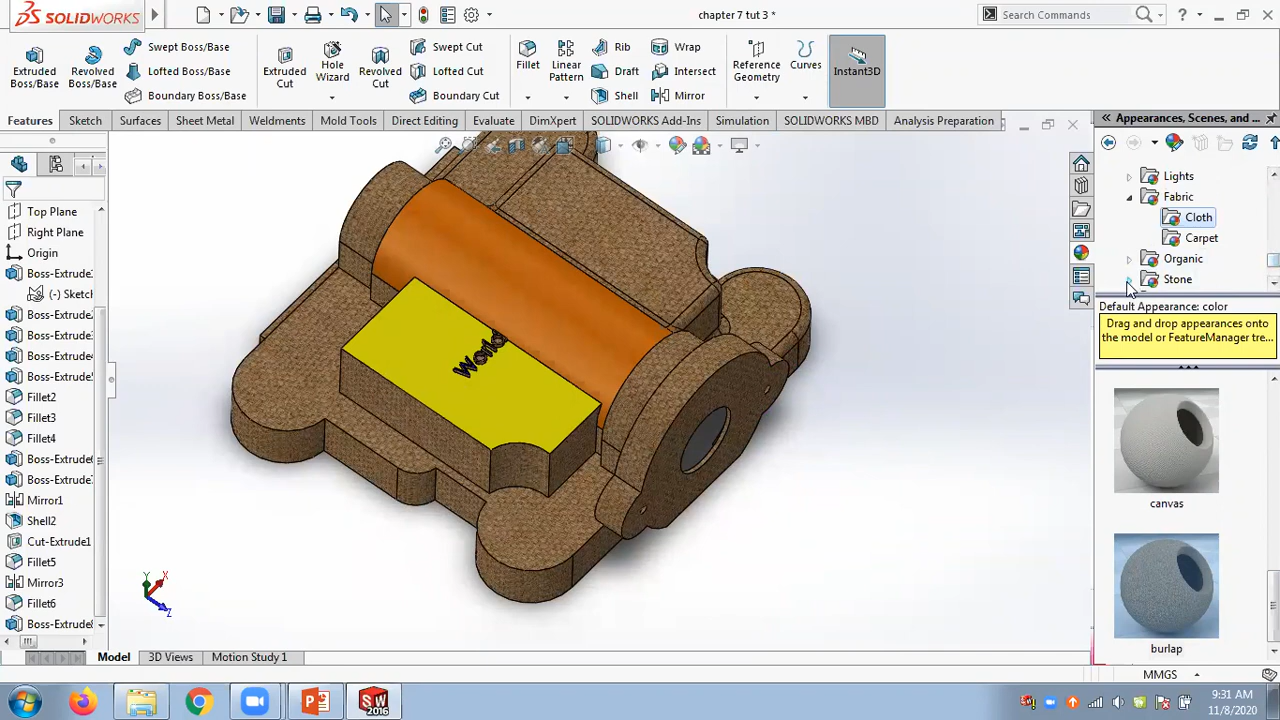 SOLIDWORKS
chapter 7 tut 3 *
Search Commands
Extruded Boss/Base
Revolved Boss/Base
Swept Boss/Base
Lofted Boss/Base
Boundary Boss/Base
Extruded Cut
Hole Wizard
Revolved Cut
Swept Cut
Lofted Cut
Boundary Cut
Fillet
Linear Pattern
Rib
Draft
Shell
Wrap
Intersect
Mirror
Reference Geometry
Curves
Instant3D
Features
Sketch
Surfaces
Sheet Metal
Weldments
Mold Tools
Direct Editing
Evaluate
DimXpert
SOLIDWORKS Add-Ins
Simulation
SOLIDWORKS MBD
Analysis Preparation
Top Plane
Right Plane
Origin
Boss-Extrude
(-) Sketch
Boss-Extrude
Boss-Extrude
Boss-Extrude
Boss-Extrude
Fillet2
Fillet3
Fillet4
Boss-Extrude
Boss-Extrude
Mirror1
Shell2
Cut-Extrude1
Fillet5
Mirror3
Fillet6
Boss-Extrude
World
Y
X
Z
Appearances, Scenes, and ...
Lights
Fabric
Cloth
Carpet
Organic
Stone
Default Appearance: color
Drag and drop appearances onto
the model or FeatureManager tre...
canvas
burlap
Model
3D Views
Motion Study 1
MMGS
SW
2016
9:31 AM
11/8/2020